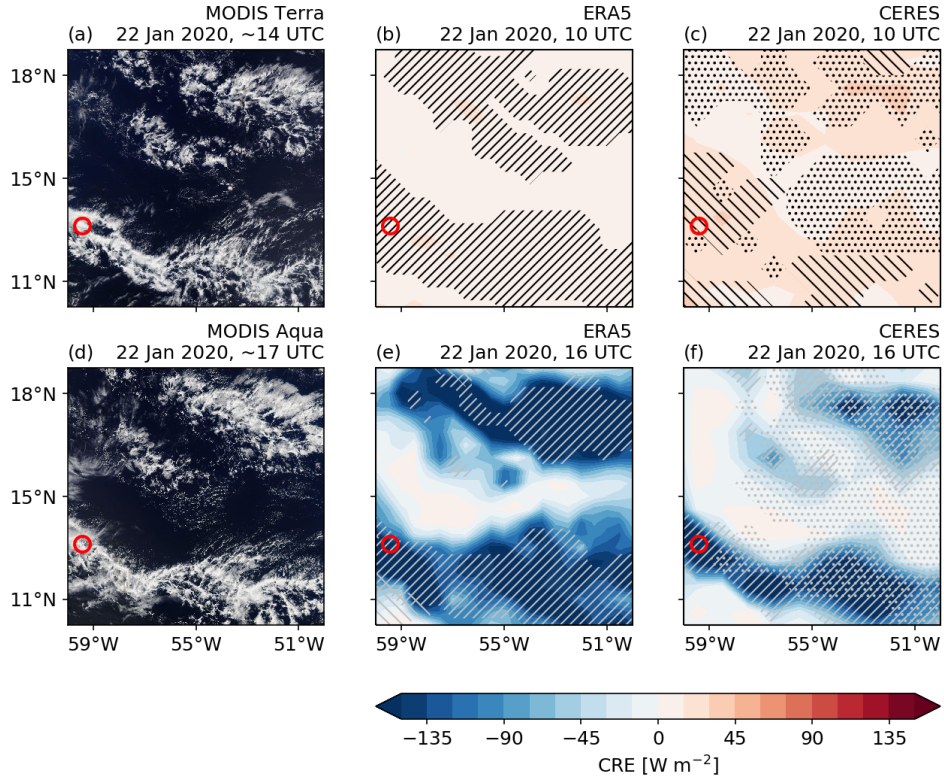 MODIS Terra
(a) 22 Jan 2020, ~14 UTC
ERA5
(b) 22 Jan 2020, 10 UTC
CERES
(c) 22 Jan 2020, 10 UTC
18°N
15°N
11°N
MODIS Aqua
(d) 22 Jan 2020, ~17 UTC
ERA5
(e) 22 Jan 2020, 16 UTC
CERES
(f) 22 Jan 2020, 16 UTC
18°N
15°N
11°N
59°W 55°W 51°W
59°W 55°W 51°W
59°W 55°W 51°W
−135 −90 −45 0 45 90 135
CRE [W m⁻²]